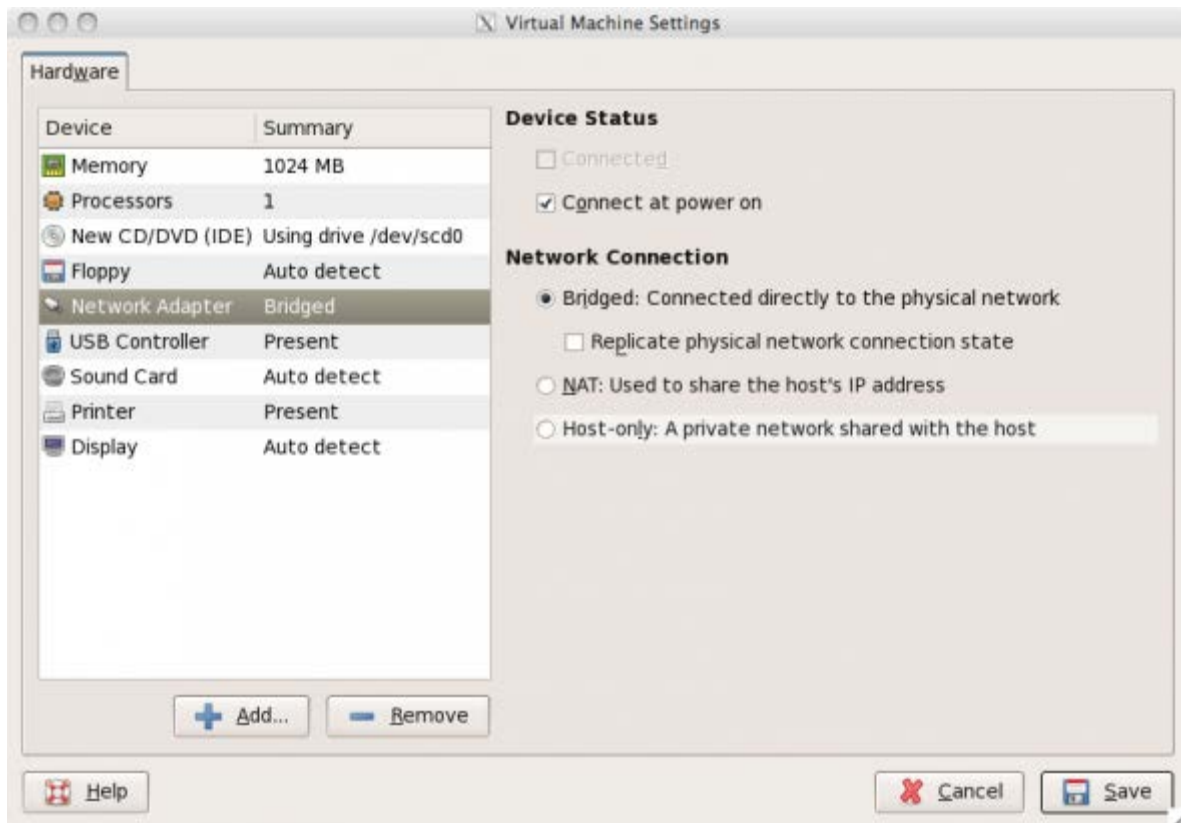 Virtual Machine Settings
Hardware
Device Summary
Memory 1024 MB
Processors 1
New CD/DVD (IDE) Using drive /dev/scd0
Floppy Auto detect
Network Adapter Bridged
USB Controller Present
Sound Card Auto detect
Printer Present
Display Auto detect
Add... Remove
Device Status
Connected
Connect at power on
Network Connection
Bridged: Connected directly to the physical network
Replicate physical network connection state
NAT: Used to share the host's IP address
Host-only: A private network shared with the host
Help Cancel Save